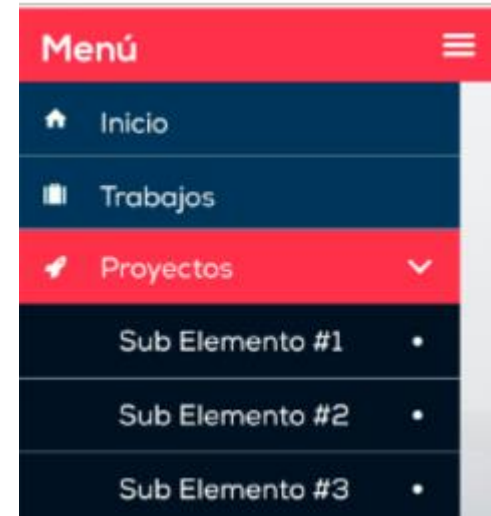 Menú
Inicio
Trabajos
Proyectos
Sub Elemento #1
Sub Elemento #2
Sub Elemento #3